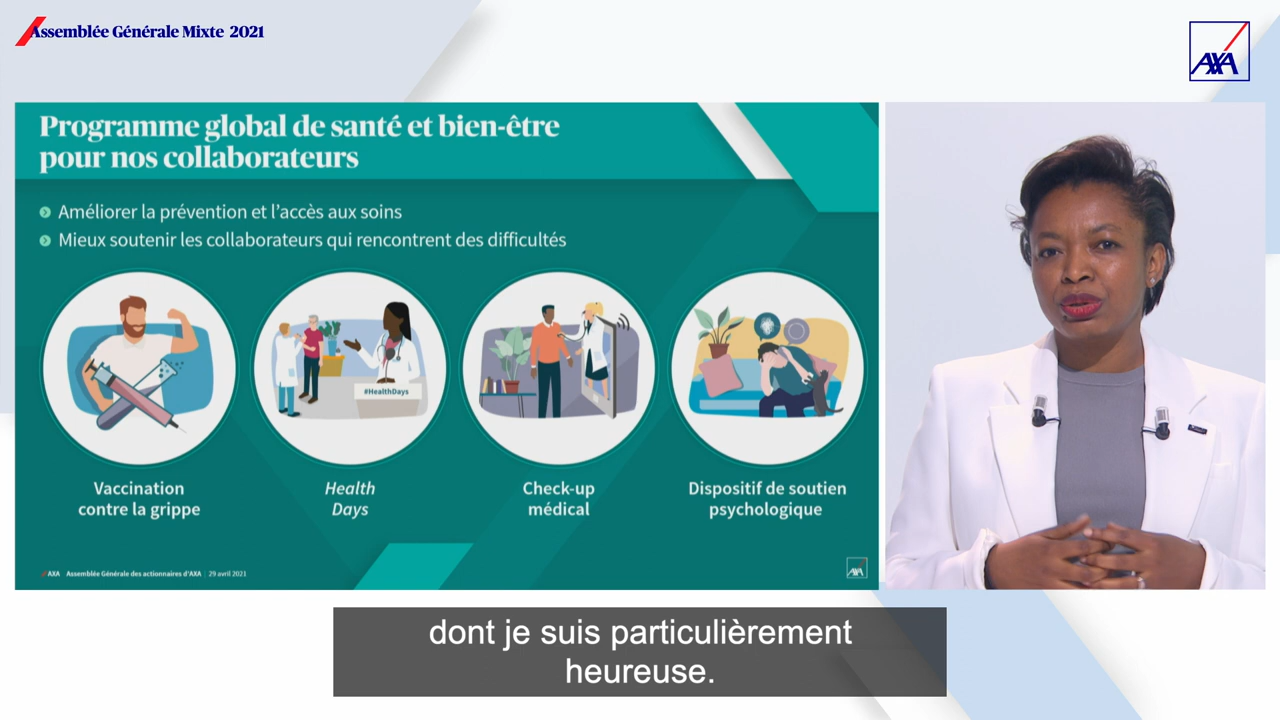 Assemblée Générale Mixte 2021
AXA
Programme global de santé et bien-être
pour nos collaborateurs
Améliorer la prévention et l'accès aux soins
Mieux soutenir les collaborateurs qui rencontrent des difficultés
#HealthDays
Vaccination
contre la grippe
Health
Days
Check-up
médical
Dispositif de soutien
psychologique
AXA Assemblée Générale des actionnaires d'AXA | 29 avril 2021
AXA
dont je suis particulièrement
heureuse.